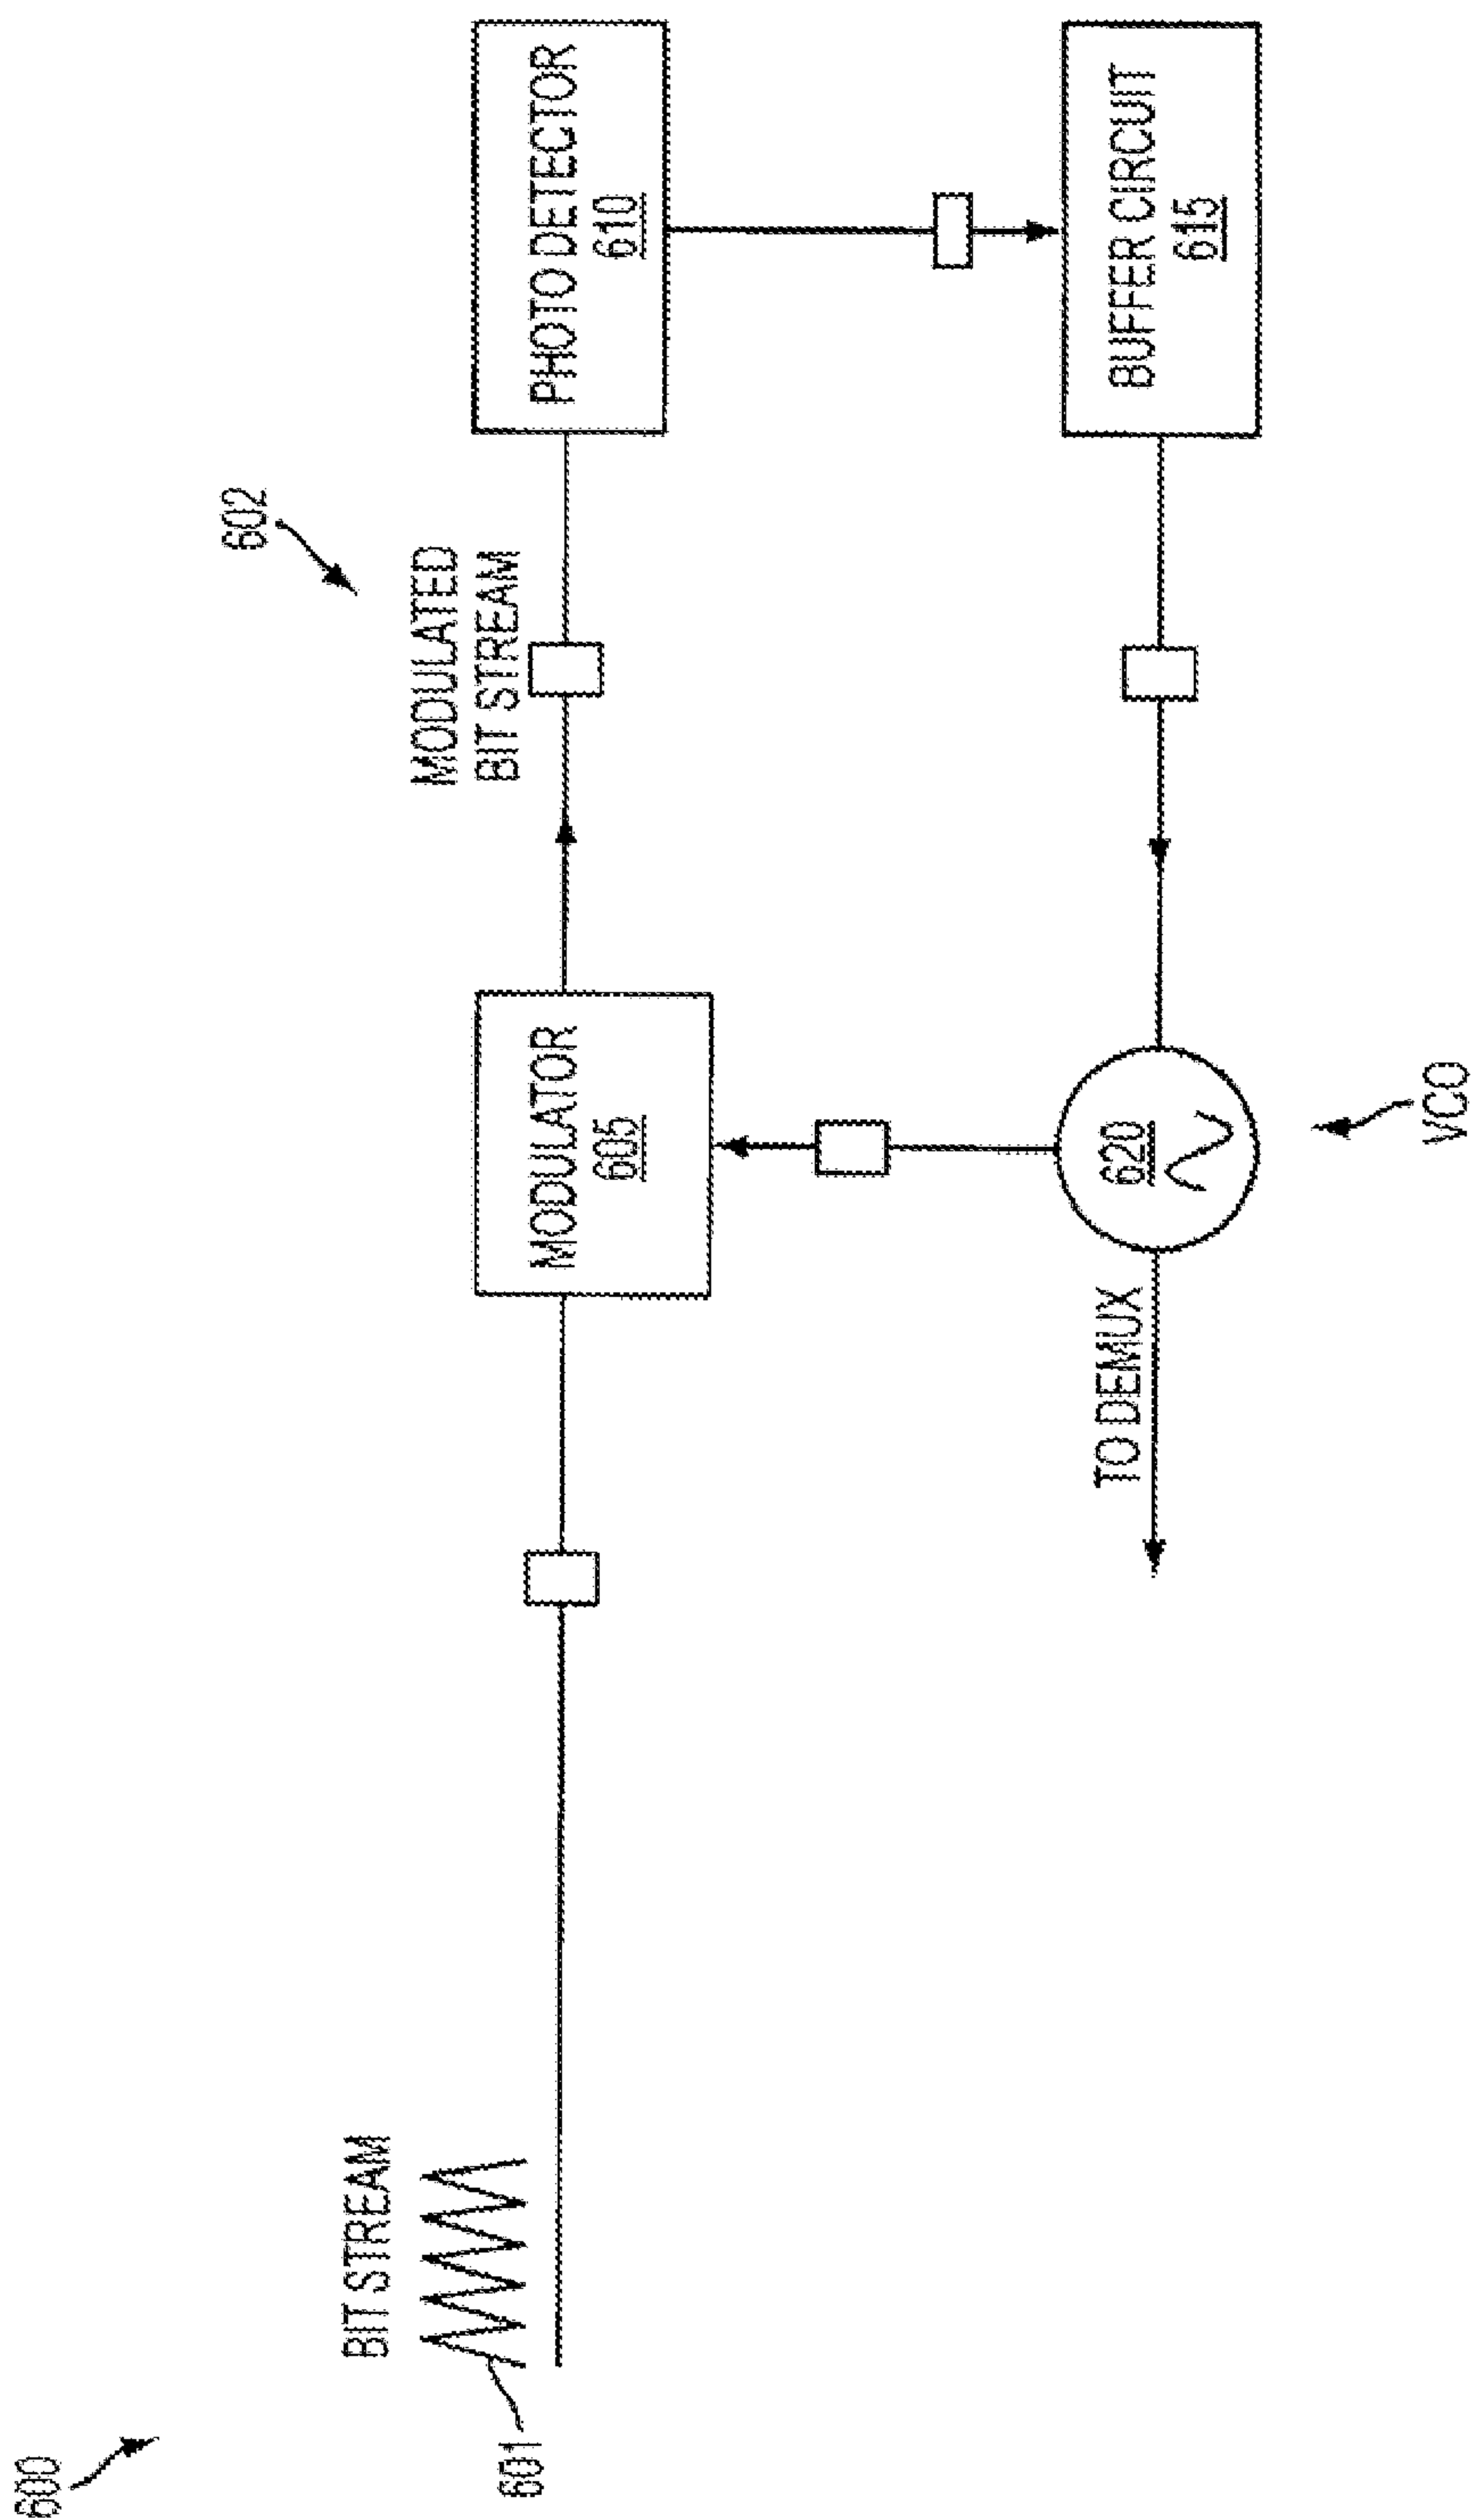 600
BIT STREAM
601
602
MODULATED
BIT STREAM
MODULATOR
605
PHOTO DETECTOR
610
TO DEMUX
620
VCO
BUFFER CIRCUIT
615